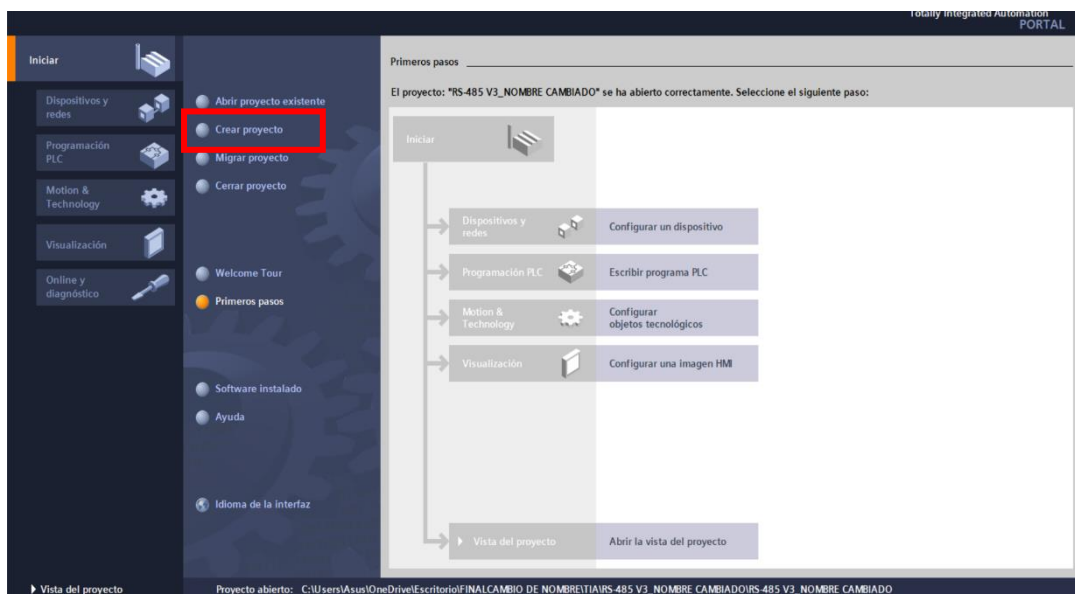 Totally Integrated Automation
PORTAL
Iniciar
Dispositivos y
redes
Programación
PLC
Motion &
Technology
Visualización
Online y
diagnóstico
Abrir proyecto existente
Crear proyecto
Migrar proyecto
Cerrar proyecto
Welcome Tour
Primeros pasos
Software instalado
Ayuda
Idioma de la interfaz
Primeros pasos
El proyecto: "RS-485 V3_NOMBRE CAMBIADO" se ha abierto correctamente. Seleccione el siguiente paso:
Iniciar
Dispositivos y
redes
Configurar un dispositivo
Programación PLC
Escribir programa PLC
Motion &
Technology
Configurar
objetos tecnológicos
Visualización
Configurar una imagen HMI
Vista del proyecto
Abrir la vista del proyecto
Vista del proyecto
Proyecto abierto: C:\Users\Asus\OneDrive\Escritorio\FINALCAMBIO DE NOMBRE\TIA\RS-485 V3_NOMBRE CAMBIADO\RS-485 V3_NOMBRE CAMBIADO